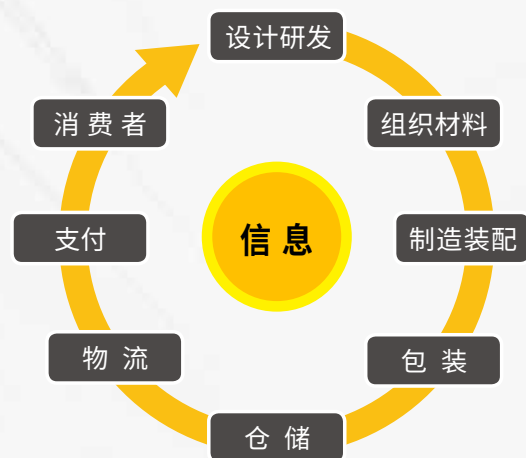 设计研发
组织材料
制造装配
包装
仓储
物流
支付
消费者
信息